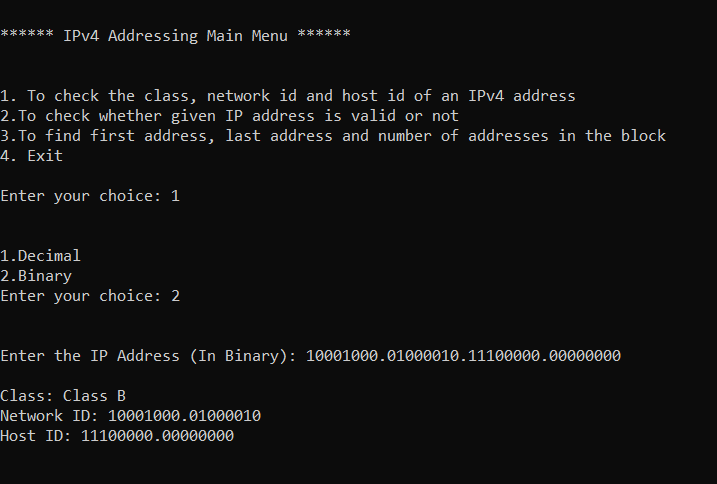 ****** IPv4 Addressing Main Menu ******
1. To check the class, network id and host id of an IPv4 address
2.To check whether given IP address is valid or not
3.To find first address, last address and number of addresses in the block
4. Exit
Enter your choice: 1
1.Decimal
2.Binary
Enter your choice: 2
Enter the IP Address (In Binary): 10001000.01000010.11100000.00000000
Class: Class B
Network ID: 10001000.01000010
Host ID: 11100000.00000000